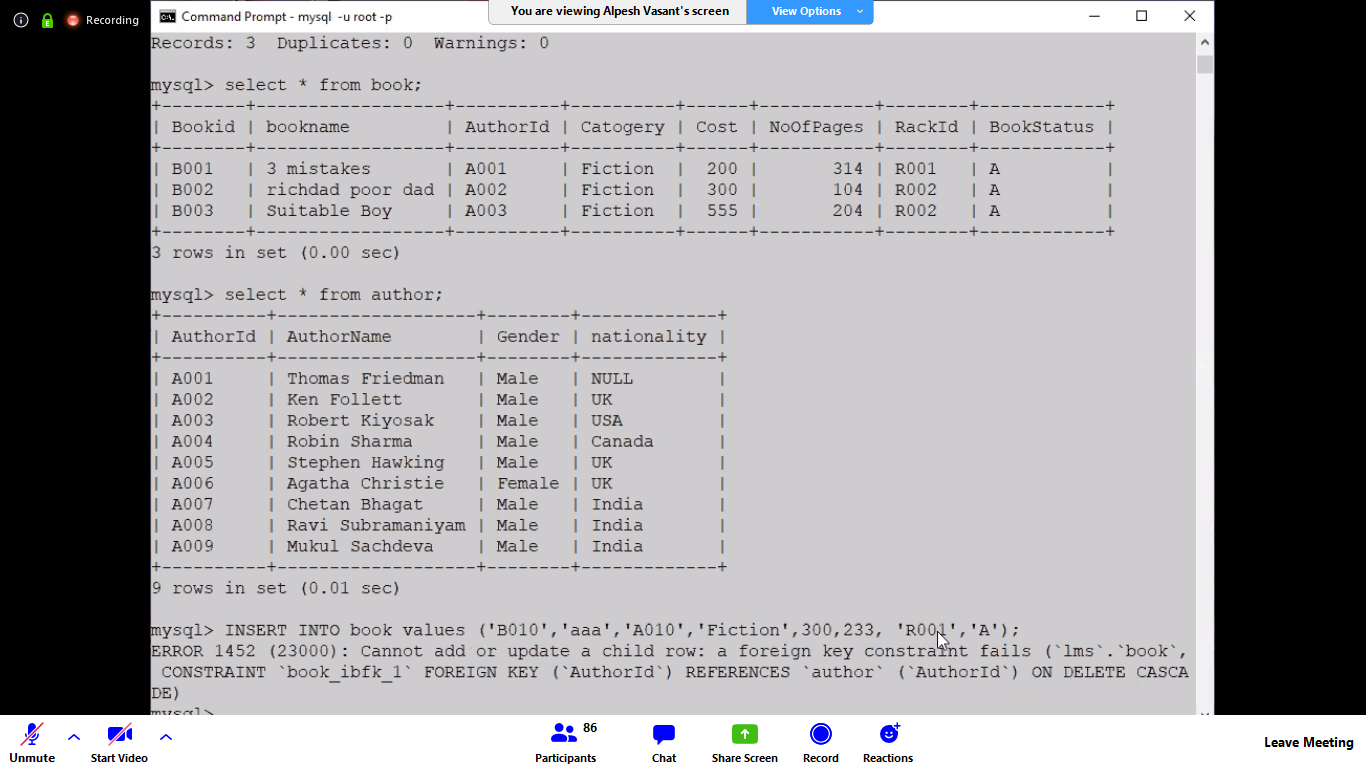 Recording
Command Prompt - mysql  -u root -p
You are viewing Alpesh Vasant's screen
View Options
Records: 3  Duplicates: 0  Warnings: 0
mysql> select * from book;
+--------+------------------+----------+----------+------+-----------+--------+------------+
| Bookid | bookname         | AuthorId | Catogery | Cost | NoOfPages | RackId | BookStatus |
+--------+------------------+----------+----------+------+-----------+--------+------------+
| B001   | 3 mistakes       | A001     | Fiction  |  200 |       314 | R001   | A          |
| B002   | richdad poor dad | A002     | Fiction  |  300 |       104 | R002   | A          |
| B003   | Suitable Boy     | A003     | Fiction  |  555 |       204 | R002   | A          |
+--------+------------------+----------+----------+------+-----------+--------+------------+
3 rows in set (0.00 sec)
mysql> select * from author;
+----------+-------------------+--------+-------------+
| AuthorId | AuthorName        | Gender | nationality |
+----------+-------------------+--------+-------------+
| A001     | Thomas Friedman   | Male   | NULL        |
| A002     | Ken Follett       | Male   | UK          |
| A003     | Robert Kiyosak    | Male   | USA         |
| A004     | Robin Sharma      | Male   | Canada      |
| A005     | Stephen Hawking   | Male   | UK          |
| A006     | Agatha Christie   | Female | UK          |
| A007     | Chetan Bhagat     | Male   | India       |
| A008     | Ravi Subramaniyam | Male   | India       |
| A009     | Mukul Sachdeva    | Male   | India       |
+----------+-------------------+--------+-------------+
9 rows in set (0.01 sec)
mysql> INSERT INTO book values ('B010','aaa','A010','Fiction',300,233, 'R001','A');
ERROR 1452 (23000): Cannot add or update a child row: a foreign key constraint fails (`lms`.`book`,
 CONSTRAINT `book_ibfk_1` FOREIGN KEY (`AuthorId`) REFERENCES `author` (`AuthorId`) ON DELETE CASCA
DE)
mysql>
Unmute
Start Video
86
Participants
Chat
Share Screen
Record
Reactions
Leave Meeting